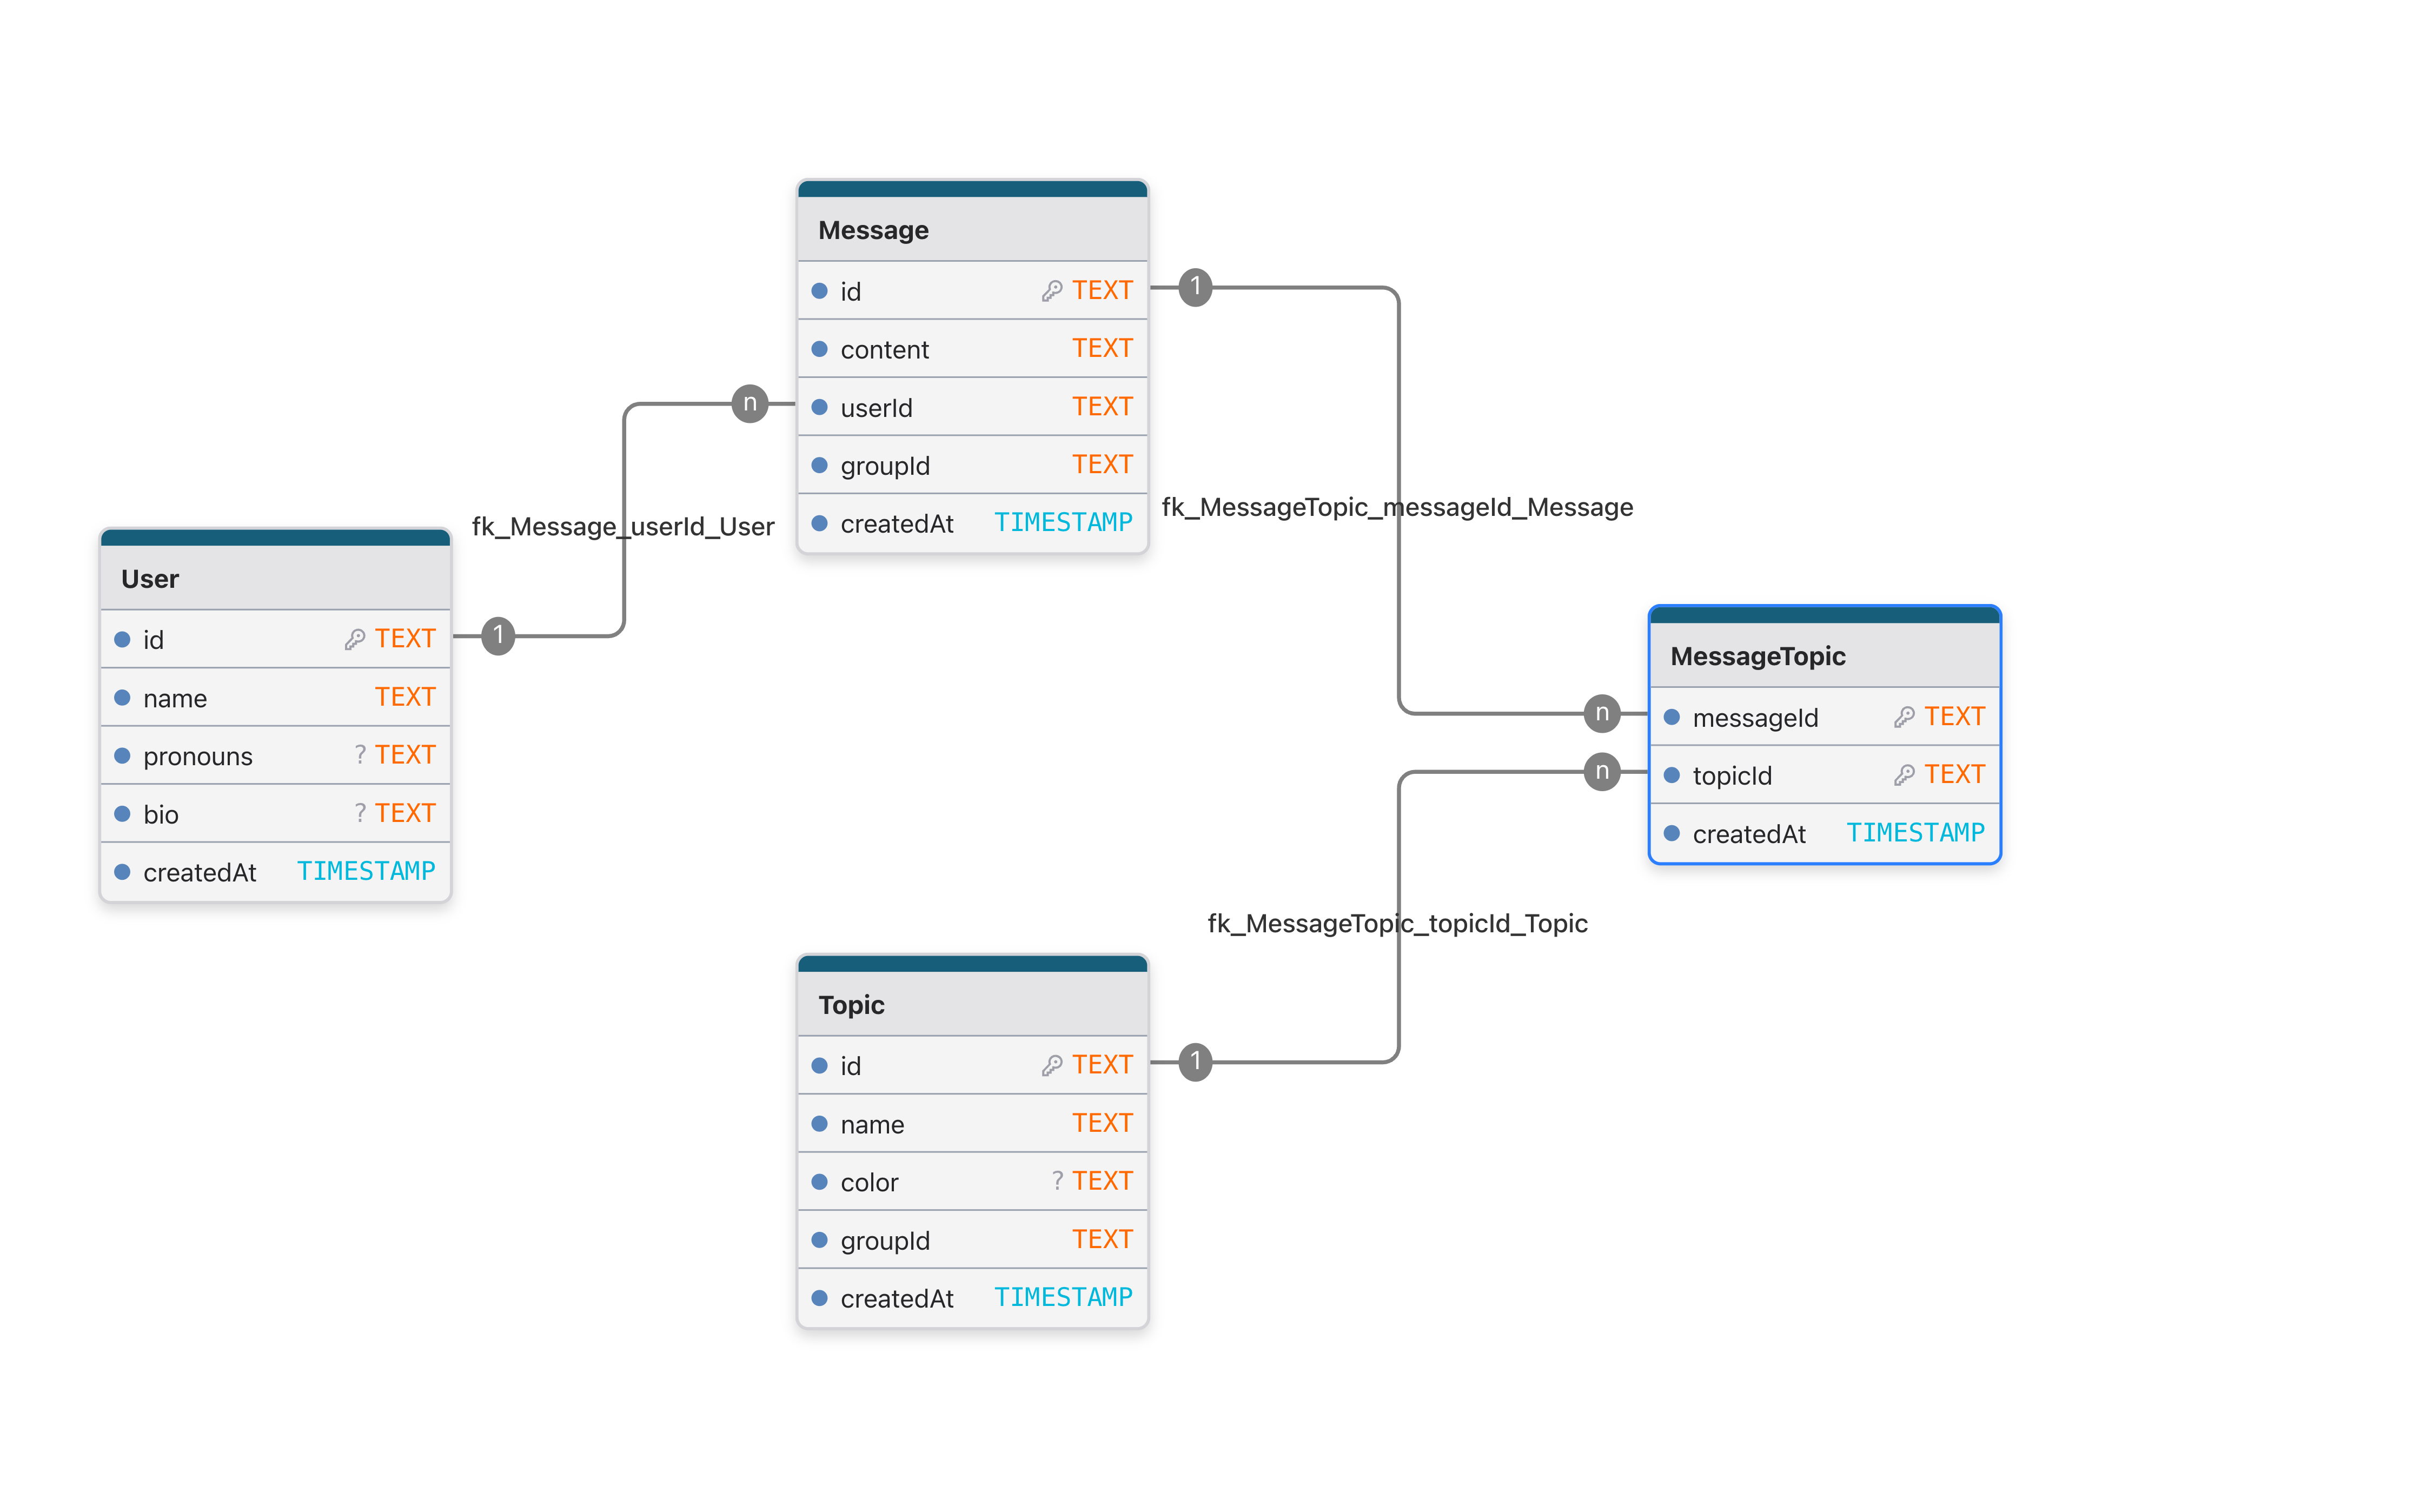 Message
id TEXT
content TEXT
userId TEXT
groupId TEXT
createdAt TIMESTAMP
1
n
fk_Message_userId_User
fk_MessageTopic_messageId_Message
User
id TEXT
name TEXT
pronouns ? TEXT
bio ? TEXT
createdAt TIMESTAMP
1
MessageTopic
messageId TEXT
topicId TEXT
createdAt TIMESTAMP
n
n
fk_MessageTopic_topicId_Topic
Topic
id TEXT
name TEXT
color ? TEXT
groupId TEXT
createdAt TIMESTAMP
1